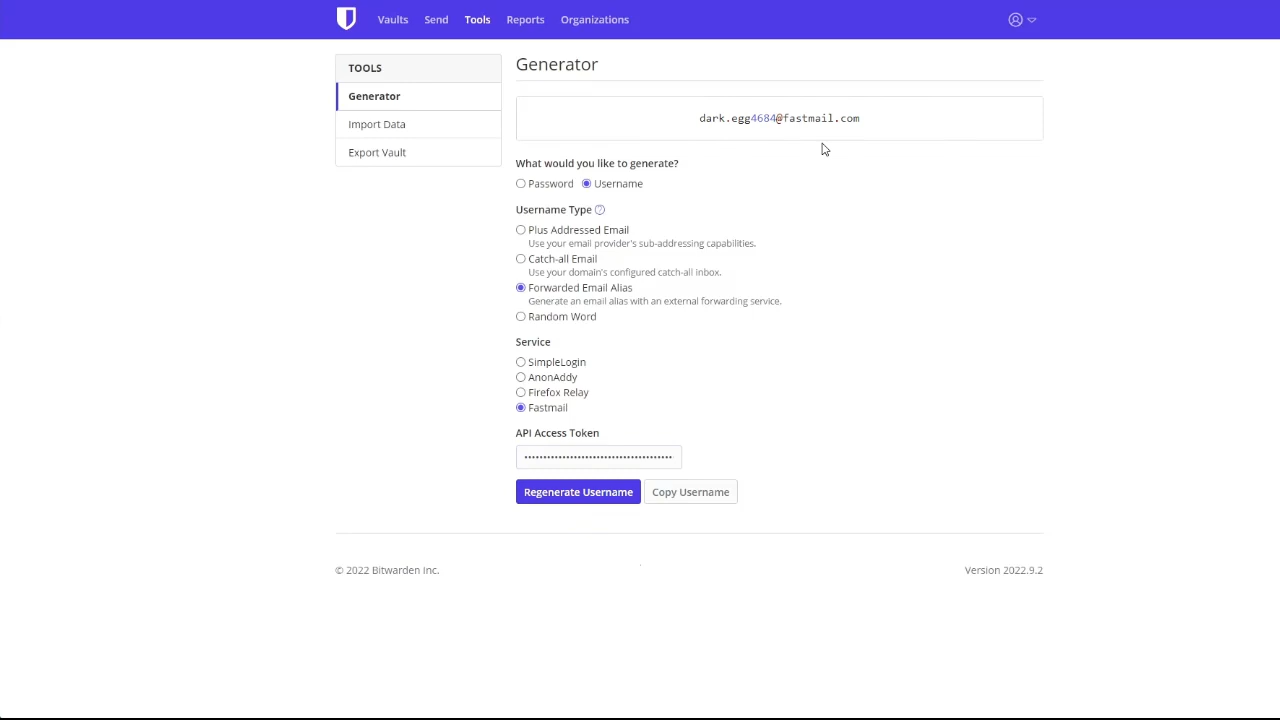 Vaults Send Tools Reports Organizations
TOOLS
Generator
Import Data
Export Vault
Generator
dark.egg4684@fastmail.com
What would you like to generate?
Password Username
Username Type
Plus Addressed Email
Use your email provider's sub-addressing capabilities.
Catch-all Email
Use your domain's configured catch-all inbox.
Forwarded Email Alias
Generate an email alias with an external forwarding service.
Random Word
Service
SimpleLogin
AnonAddy
Firefox Relay
Fastmail
API Access Token
Regenerate Username Copy Username
© 2022 Bitwarden Inc. Version 2022.9.2